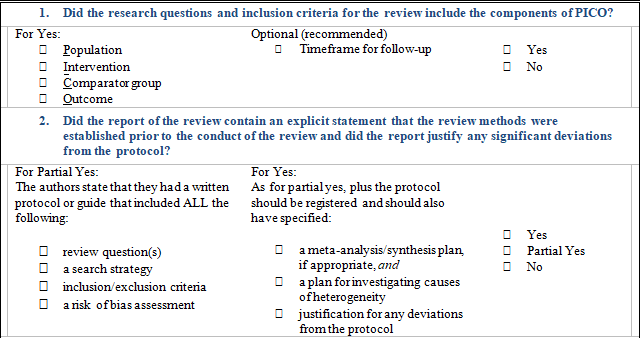 1. Did the research questions and inclusion criteria for the review include the components of PICO?
For Yes:
Optional (recommended)
☐ Population
☐ Timeframe for follow-up
☐ Yes
☐ Intervention
☐ No
☐ Comparator group
☐ Outcome
2. Did the report of the review contain an explicit statement that the review methods were
established prior to the conduct of the review and did the report justify any significant deviations
from the protocol?
For Partial Yes:
The authors state that they had a written
protocol or guide that included ALL the
following:
☐ review question(s)
☐ a search strategy
☐ inclusion/exclusion criteria
☐ a risk of bias assessment
For Yes:
As for partial yes, plus the protocol
should be registered and should also
have specified:
☐ a meta-analysis/synthesis plan,
if appropriate, and
☐ a plan for investigating causes
of heterogeneity
☐ justification for any deviations
from the protocol
☐ Yes
☐ Partial Yes
☐ No